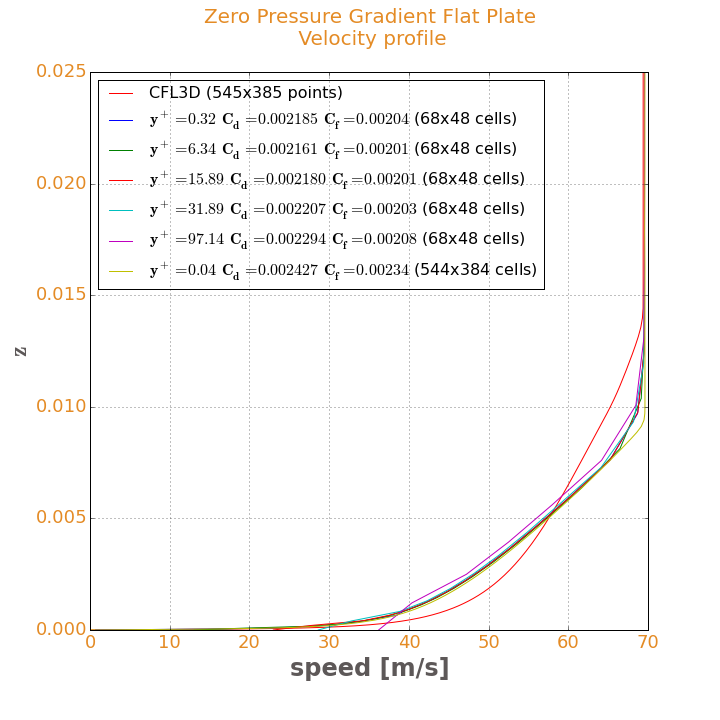 Zero Pressure Gradient Flat Plate
Velocity profile
0.025
CFL3D (545x385 points)
y+ =0.32 Cd =0.002185 Cf =0.00204 (68x48 cells)
y+ =6.34 Cd =0.002161 Cf =0.00201 (68x48 cells)
y+ =15.89 Cd =0.002180 Cf =0.00201 (68x48 cells)
0.020
y+ =31.89 Cd =0.002207 Cf =0.00203 (68x48 cells)
y+ =97.14 Cd =0.002294 Cf =0.00208 (68x48 cells)
y+ =0.04 Cd =0.002427 Cf =0.00234 (544x384 cells)
0.015
z
0.010
0.005
0.000
0 10 20 30 40 50 60 70
speed [m/s]